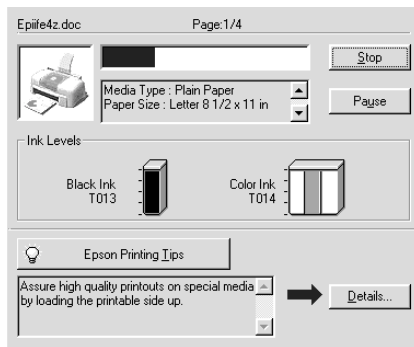 Epiife4z.doc Page:1/4
Stop
Media Type : Plain Paper
Paper Size : Letter 8 1/2 x 11 in
Pause
Ink Levels
Black Ink
T013
Color Ink
T014
Epson Printing Tips
Assure high quality printouts on special media
by loading the printable side up.
Details...